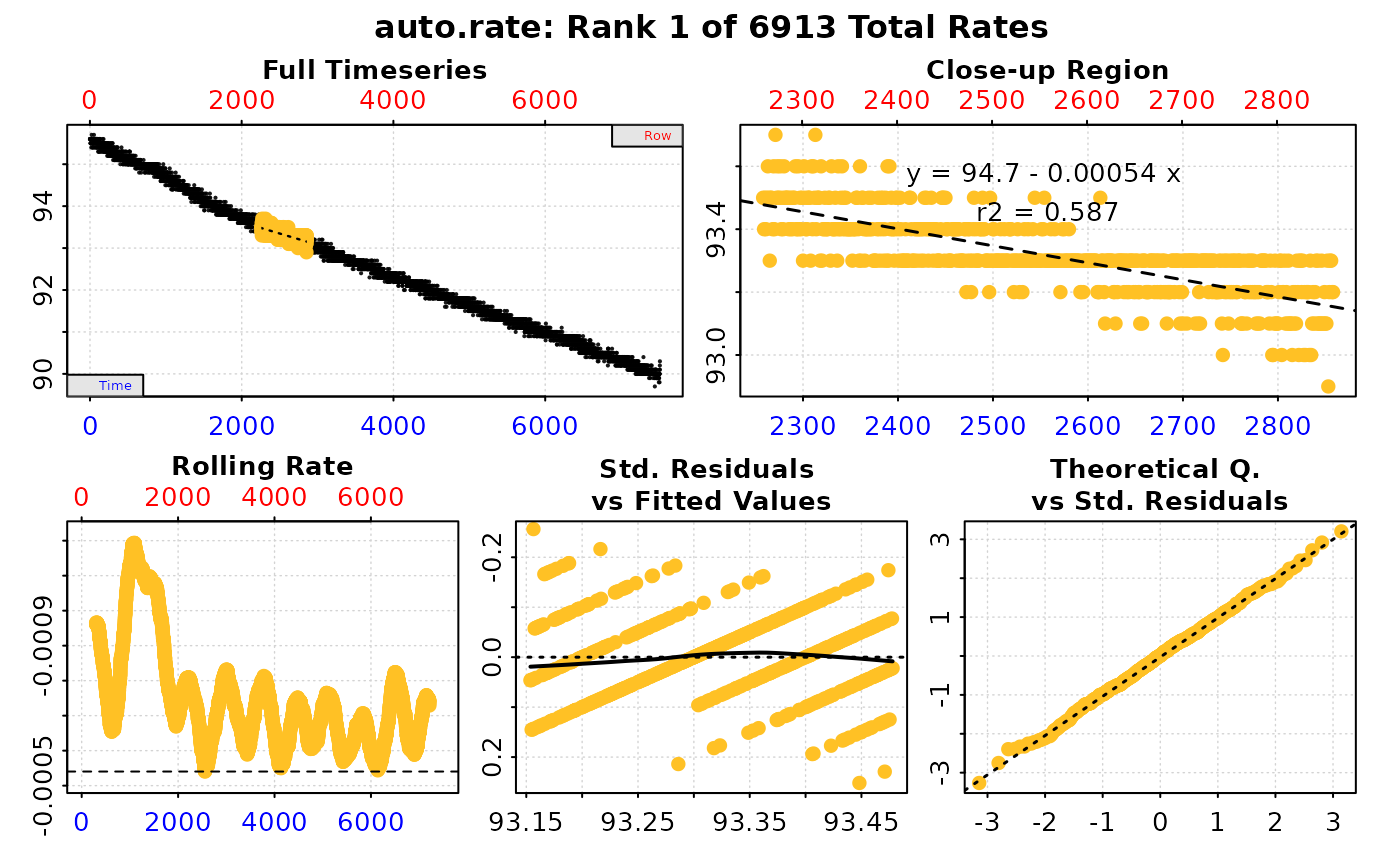 auto.rate: Rank 1 of 6913 Total Rates
Full Timeseries
0 2000 4000 6000
Row
94
92
90
Time
0 2000 4000 6000
Close-up Region
2300 2400 2500 2600 2700 2800
y = 94.7 - 0.00054 x
r2 = 0.587
93.4
93.0
2300 2400 2500 2600 2700 2800
Rolling Rate
0 2000 4000 6000
-0.0009
-0.0005
0 2000 4000 6000
Std. Residuals
vs Fitted Values
-0.2
0.0
0.2
93.15 93.25 93.35 93.45
Theoretical Q.
vs Std. Residuals
3
1
-1
-3
-3 -2 -1 0 1 2 3